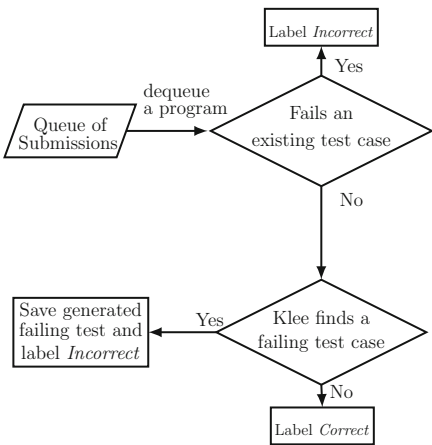 Label Incorrect
Yes
dequeue
a program
Fails an
existing test case
Queue of
Submissions
No
Save generated
failing test and
label Incorrect
Yes
Klee finds a
failing test case
No
Label Correct